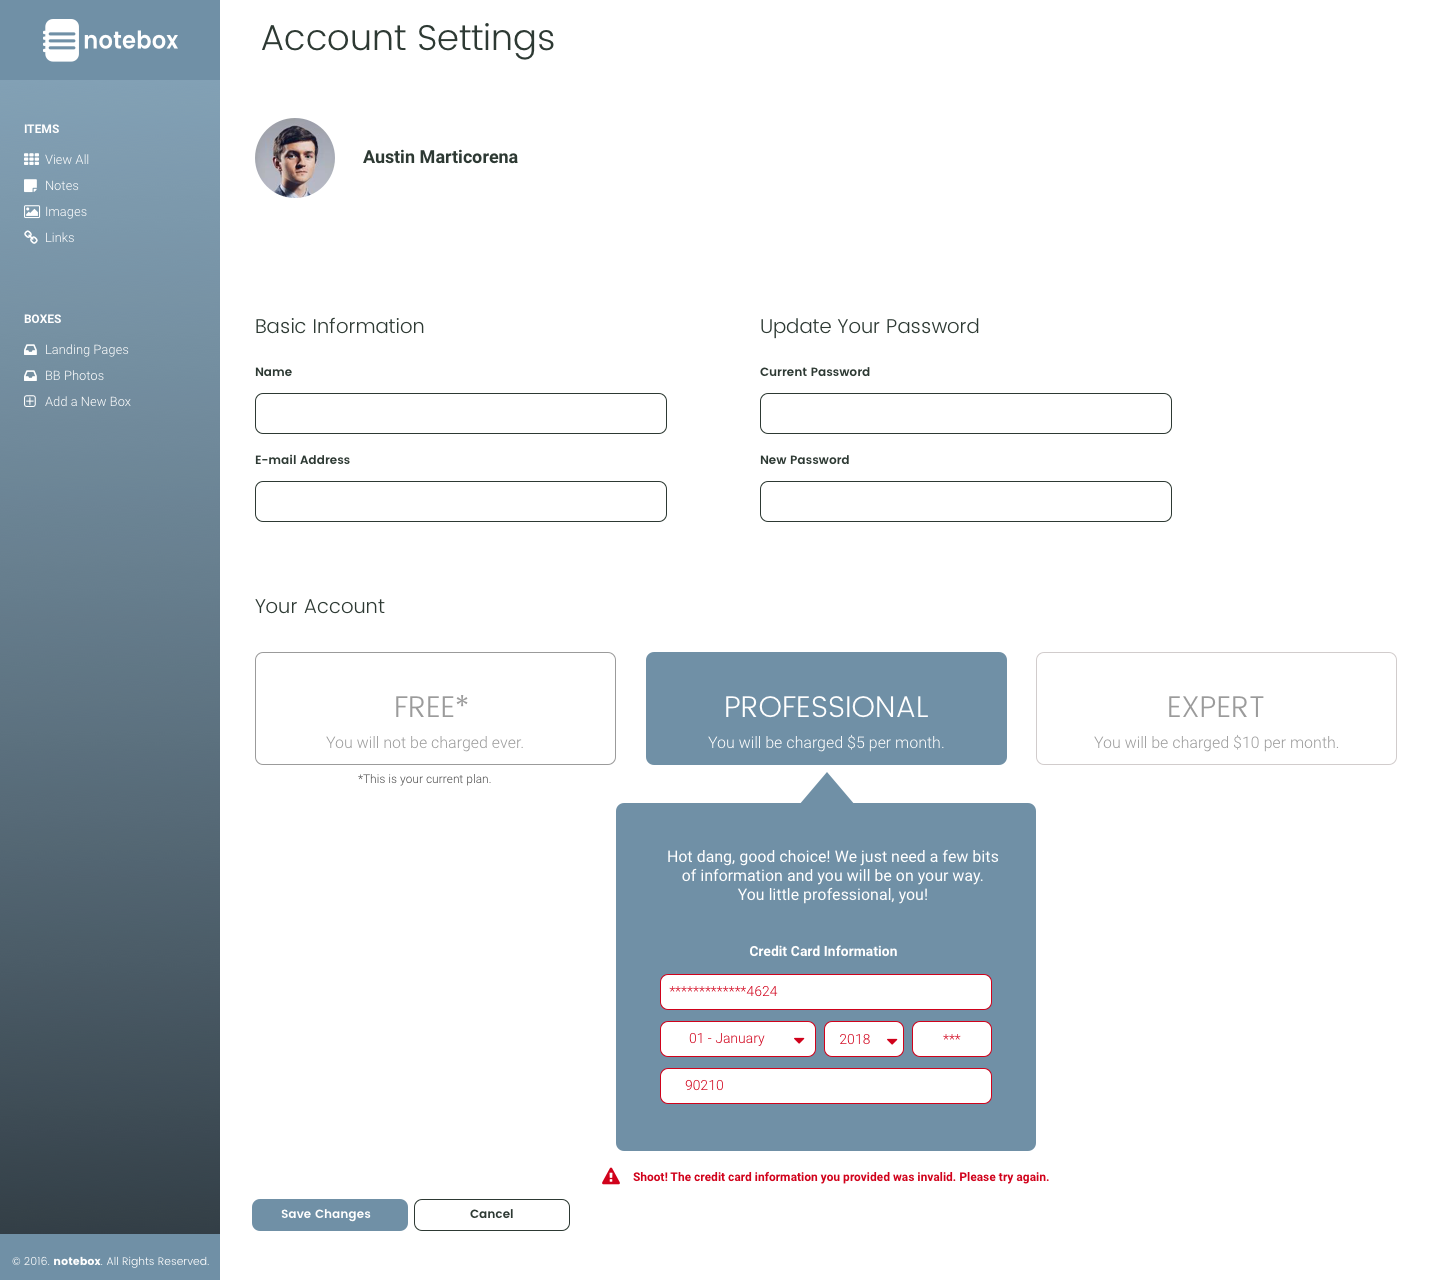 notebox
Account Settings
ITEMS
View All
Notes
Images
Links
BOXES
Landing Pages
BB Photos
Add a New Box
Austin Marticorena
Basic Information
Name
E-mail Address
Update Your Password
Current Password
New Password
Your Account
FREE*
You will not be charged ever.
*This is your current plan.
PROFESSIONAL
You will be charged $5 per month.
EXPERT
You will be charged $10 per month.
Hot dang, good choice! We just need a few bits
of information and you will be on your way.
You little professional, you!
Credit Card Information
*************4624
01 - January
2018
***
90210
Shoot! The credit card information you provided was invalid. Please try again.
Save Changes
Cancel
© 2016. notebox. All Rights Reserved.